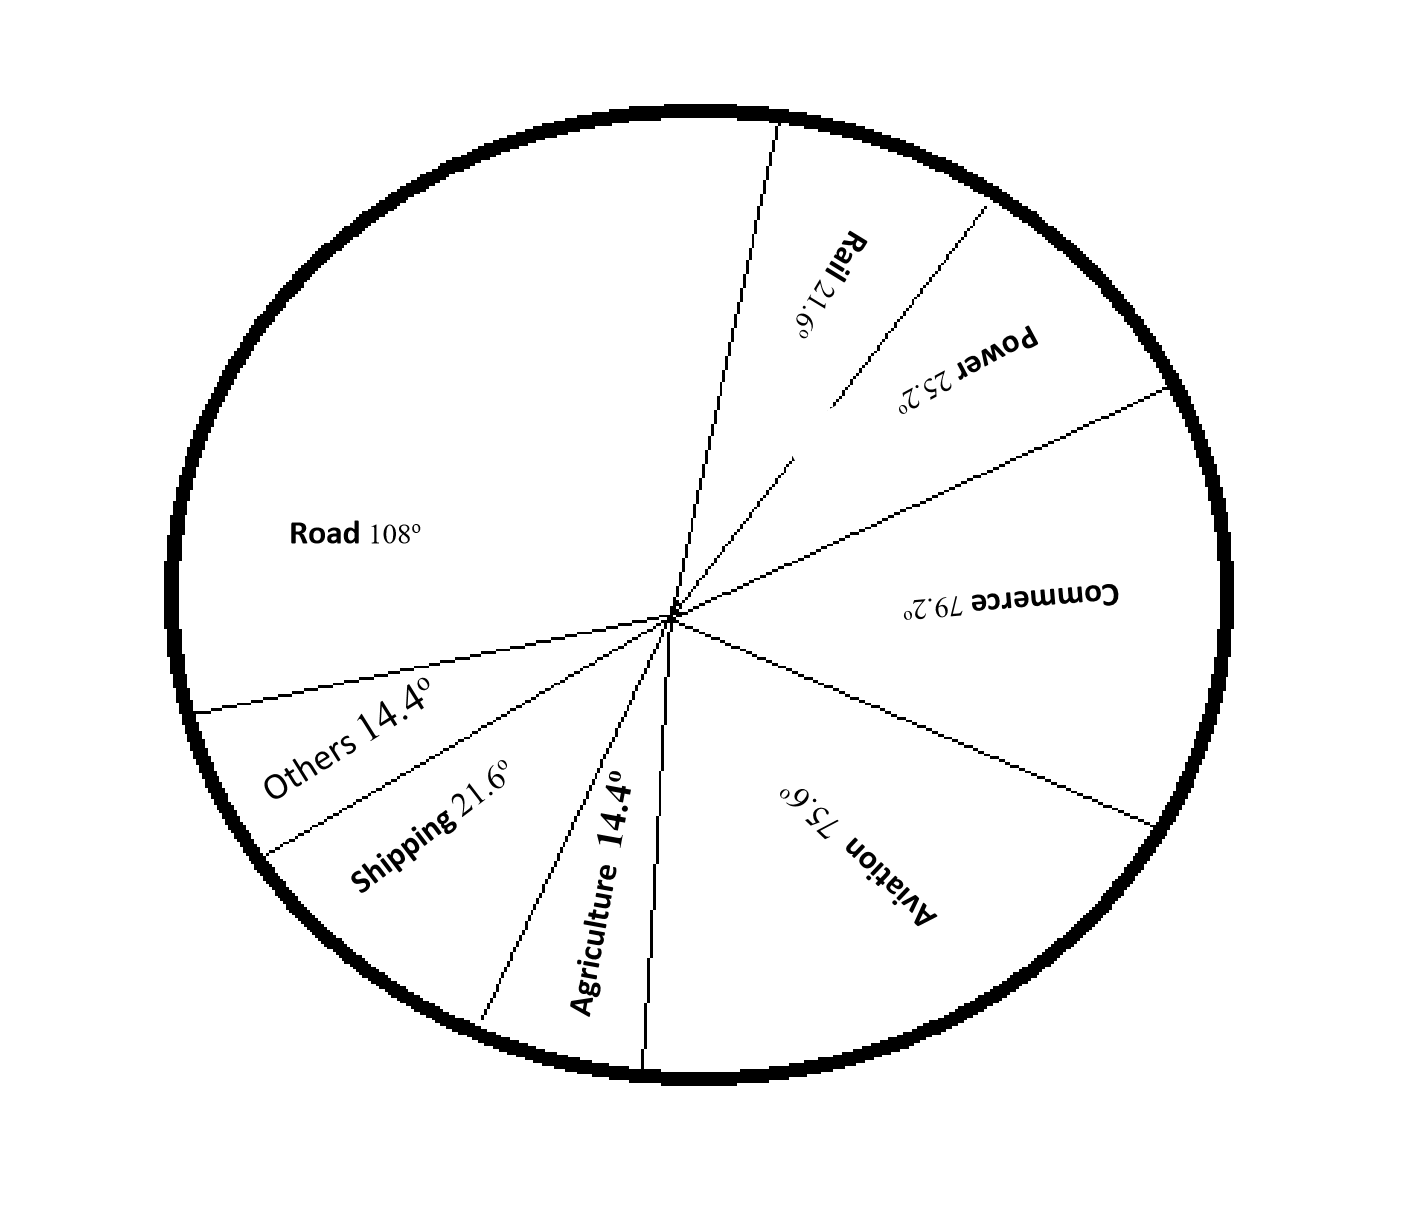 Rail 21.6º
Power 25.2º
Commerce 79.2º
Aviation 75.6º
Agriculture 14.4º
Shipping 21.6º
Others 14.4º
Road 108º